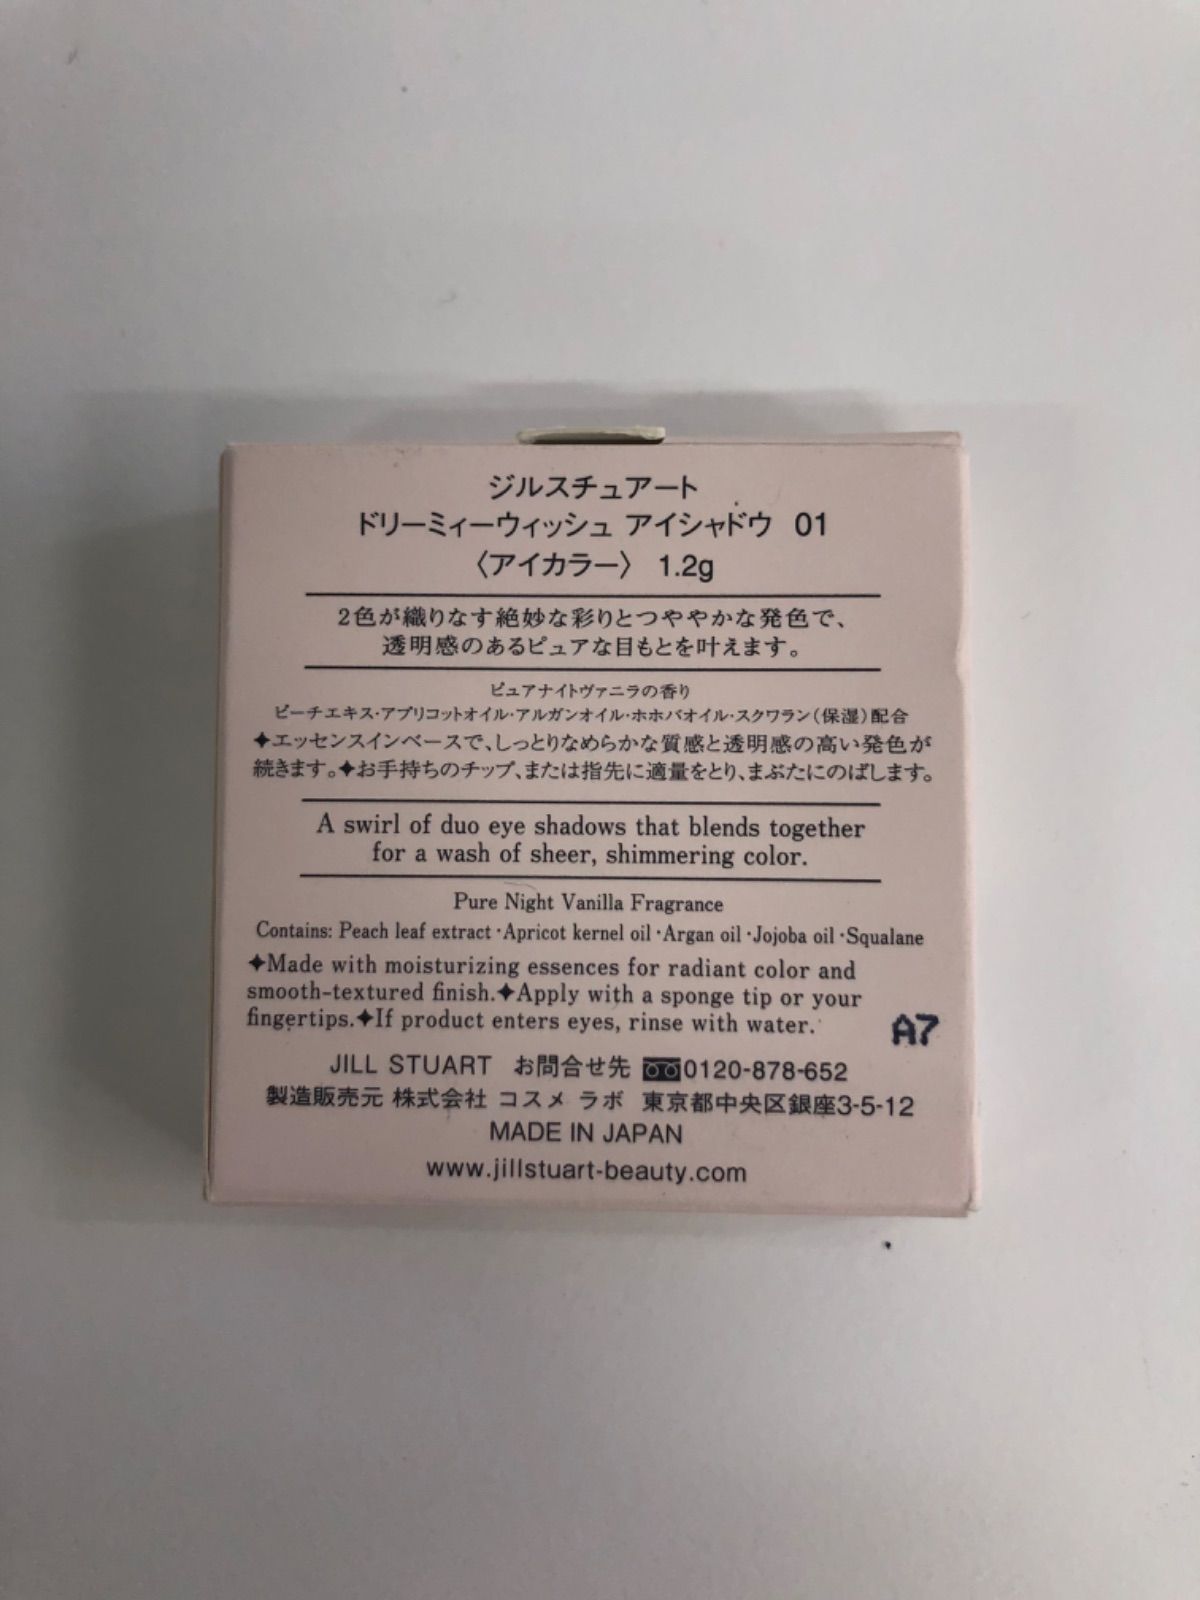 ジルスチュアート
ドリーミィーウィッシュ アイシャドウ 01
〈アイカラー〉 1.2g
2色が織りなす絶妙な彩りとつややかな発色で、
透明感のあるピュアな目もとを叶えます。
ピュアナイトヴァニラの香り
ピーチエキス・アプリコットオイル・アルガンオイル・ホホバオイル・スクワラン(保湿)配合
✦エッセンスインベースで、しっとりなめらかな質感と透明感の高い発色が
続きます。✦お手持ちのチップ、または指先に適量をとり、まぶたにのばします。
A swirl of duo eye shadows that blends together
for a wash of sheer, shimmering color.
Pure Night Vanilla Fragrance
Contains: Peach leaf extract・Apricot kernel oil・Argan oil・Jojoba oil・Squalane
✦Made with moisturizing essences for radiant color and
smooth-textured finish.✦Apply with a sponge tip or your
fingertips.✦If product enters eyes, rinse with water.
A7
JILL STUART お問合せ先 0120-878-652
製造販売元 株式会社 コスメ ラボ 東京都中央区銀座3-5-12
MADE IN JAPAN
www.jillstuart-beauty.com